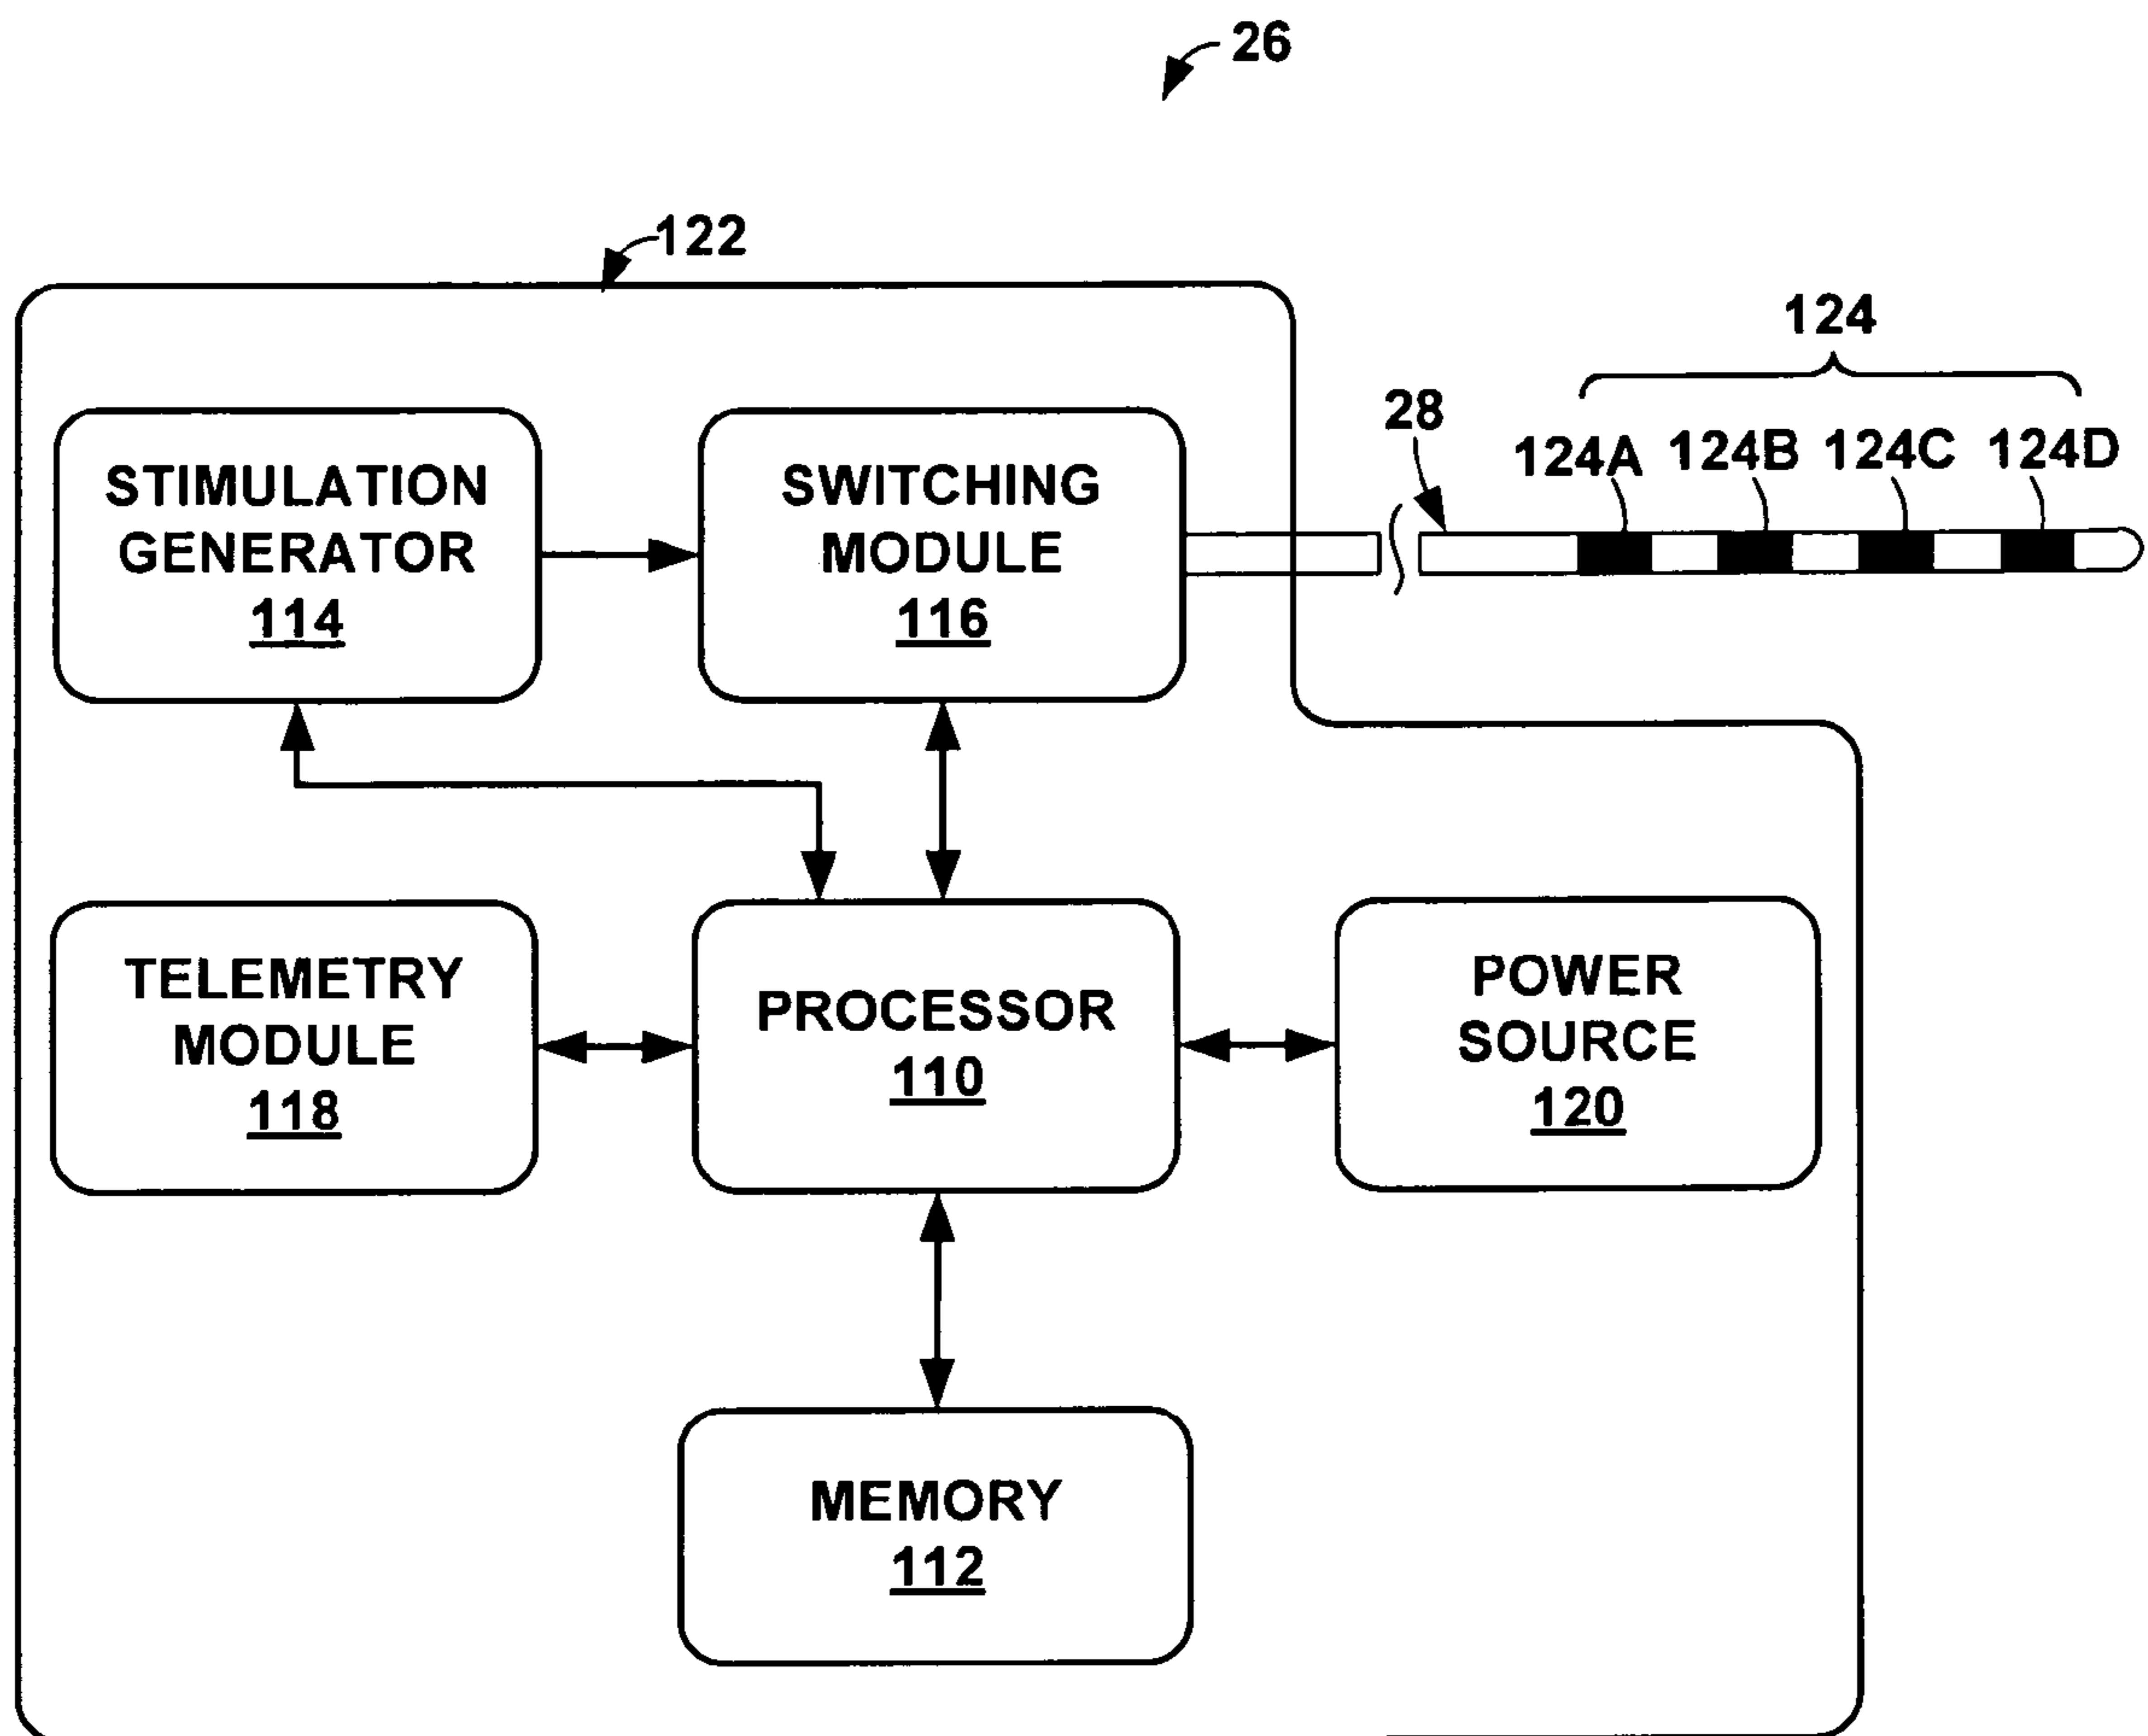 26
122
124
28
124A 124B 124C 124D
STIMULATION
GENERATOR
114
SWITCHING
MODULE
116
TELEMETRY
MODULE
118
PROCESSOR
110
POWER
SOURCE
120
MEMORY
112